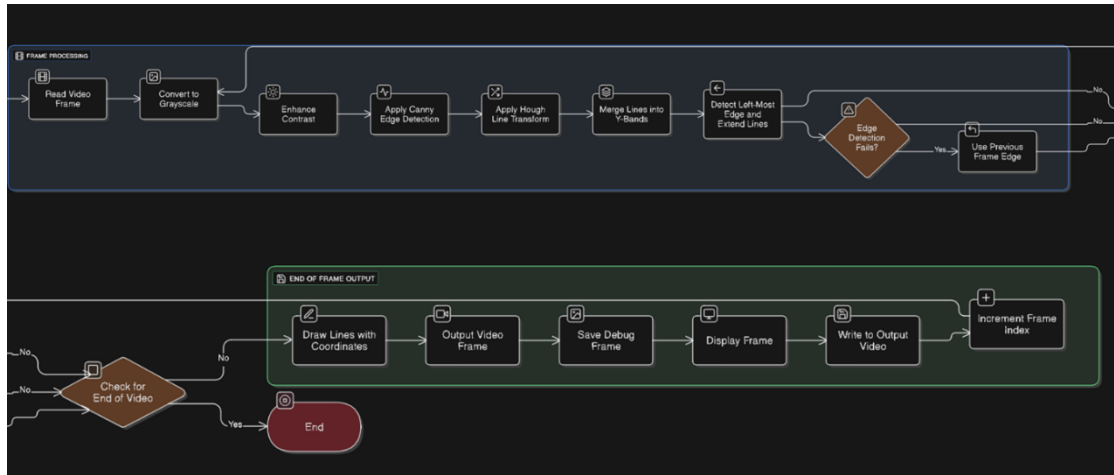 FRAME PROCESSING
Read Video
Frame
Convert to
Grayscale
Enhance
Contrast
Apply Canny
Edge Detection
Apply Hough
Line Transform
Merge Lines into
Y-Bands
Detect Left-Most
Edge and
Extend Lines
Edge
Detection
Fails?
Yes
Use Previous
Frame Edge
No
No
END OF FRAME OUTPUT
Draw Lines with
Coordinates
Output Video
Frame
Save Debug
Frame
Display Frame
Write to Output
Video
Increment Frame
Index
No
No
Check for
End of Video
No
Yes
End